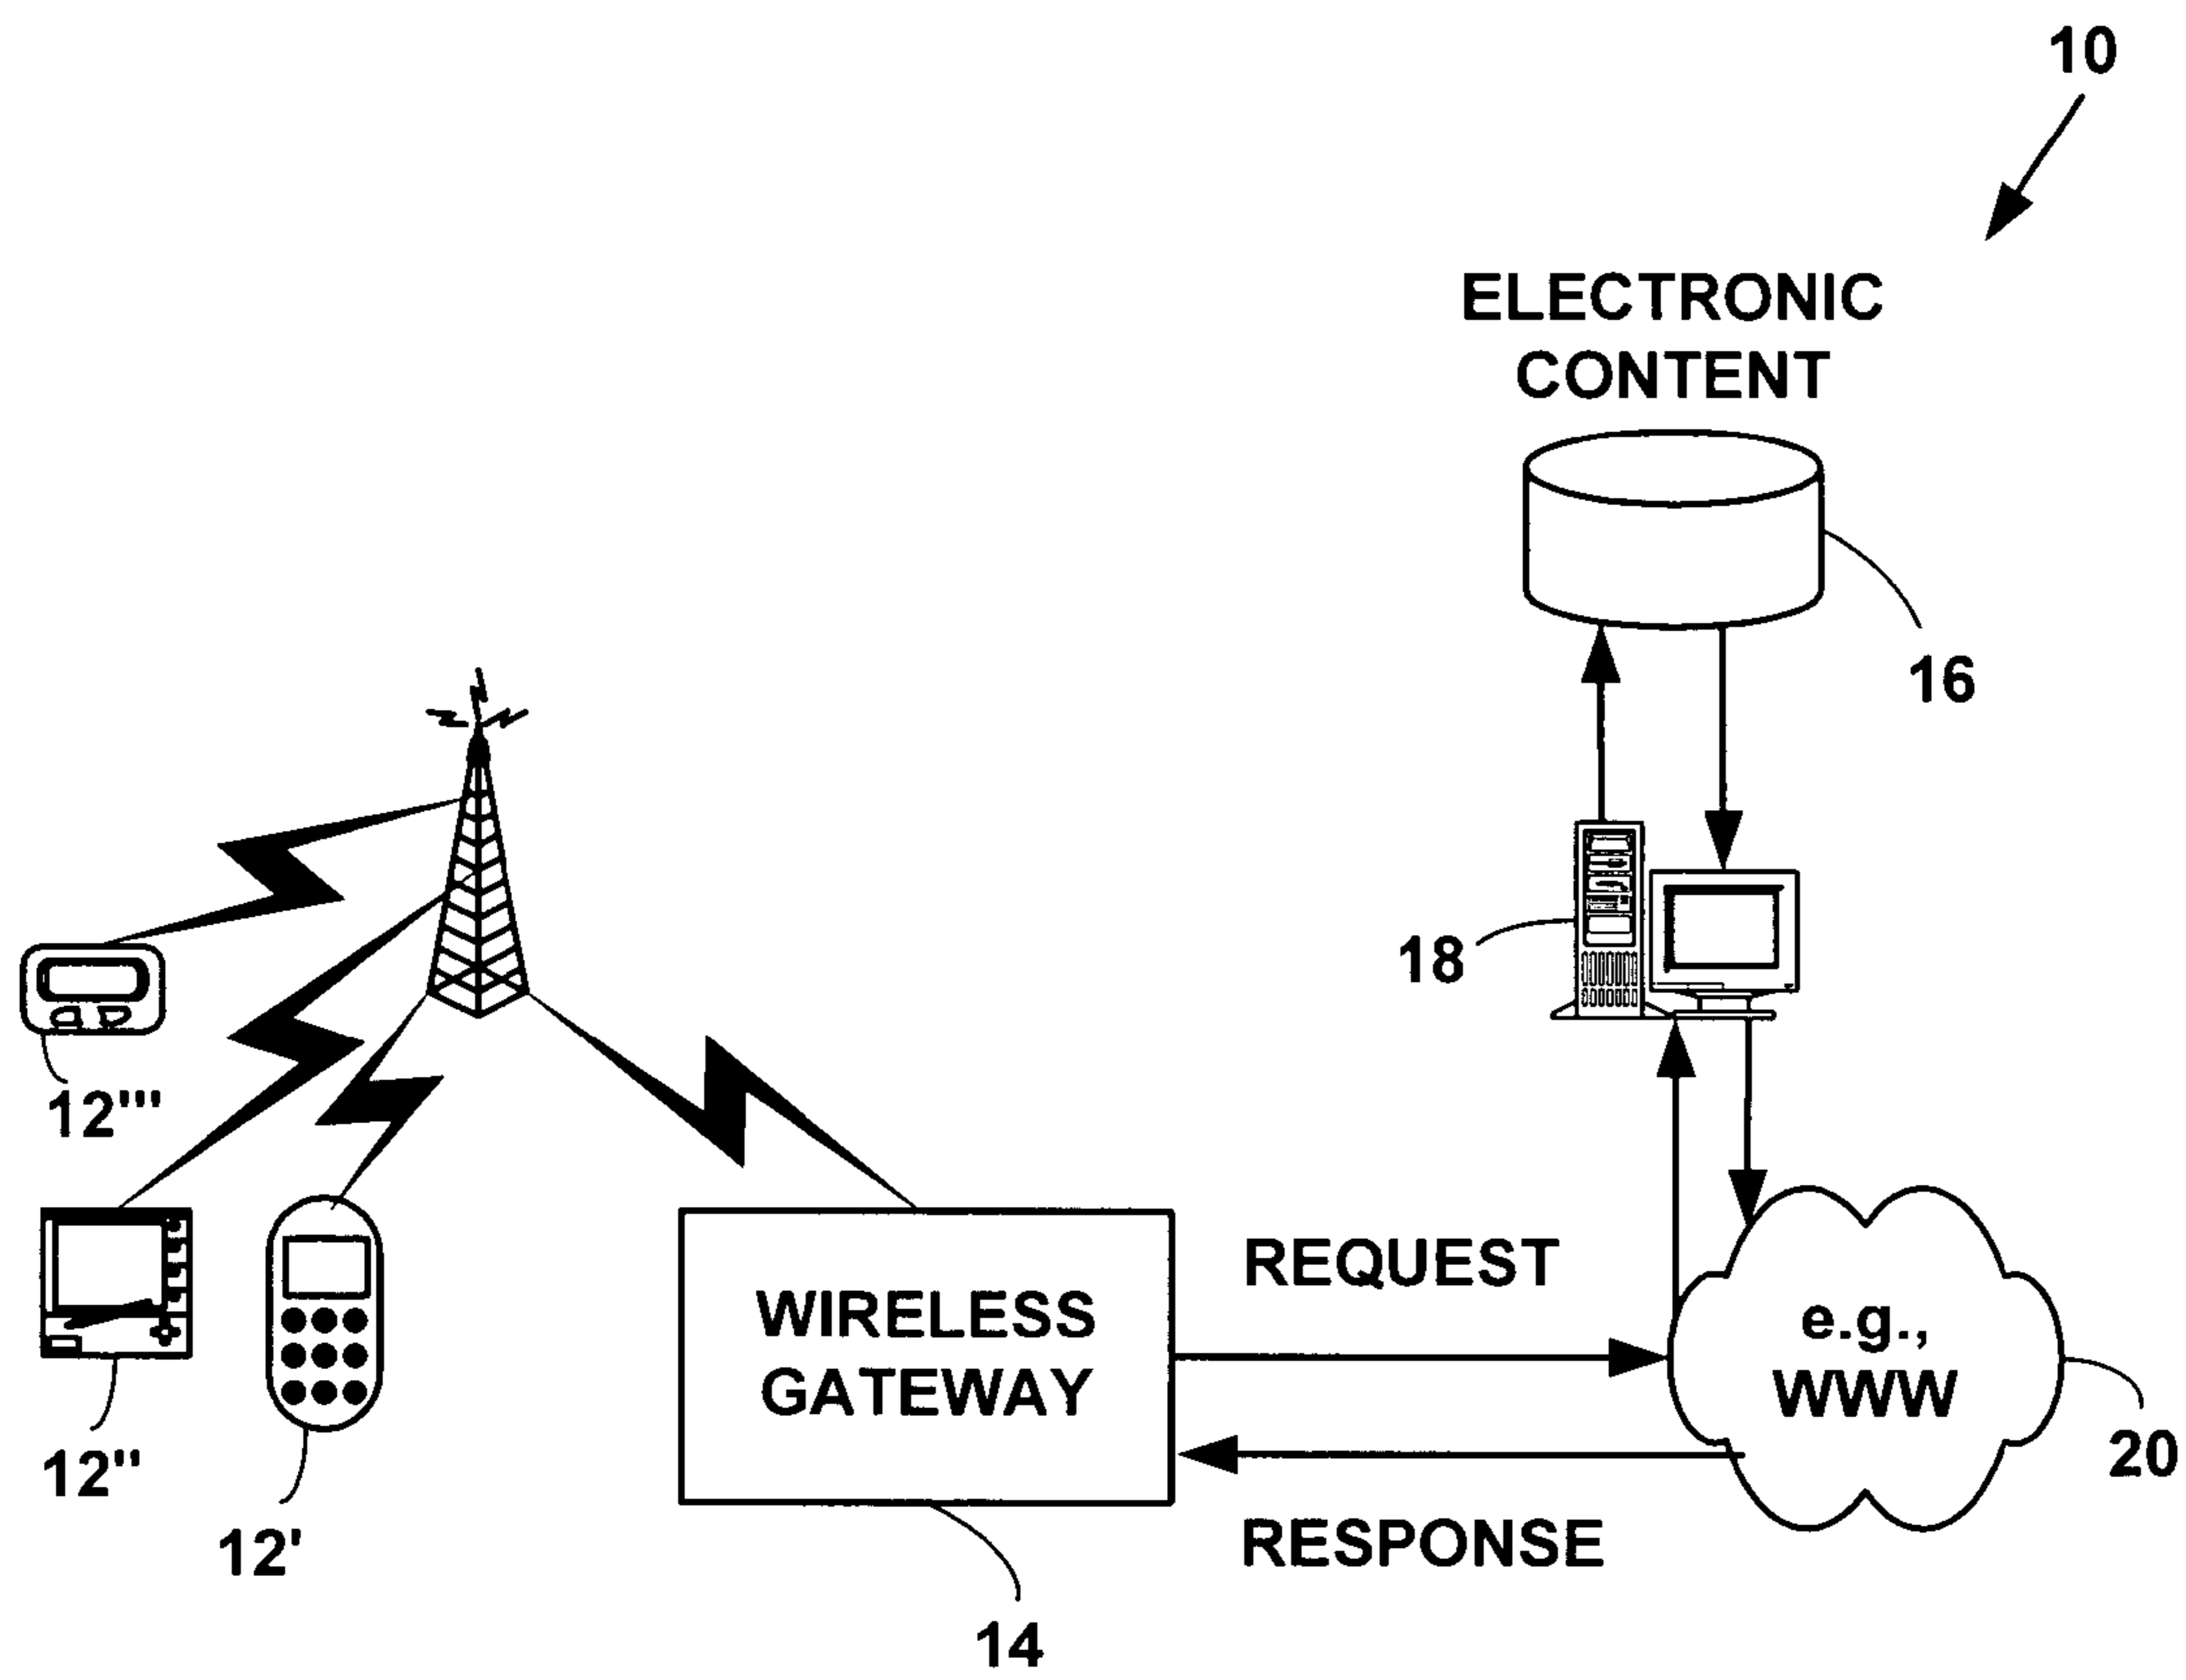 10
ELECTRONIC
CONTENT
16
18
12'''
REQUEST
WIRELESS
GATEWAY
e.g.,
WWW
12''
12'
RESPONSE
20
14